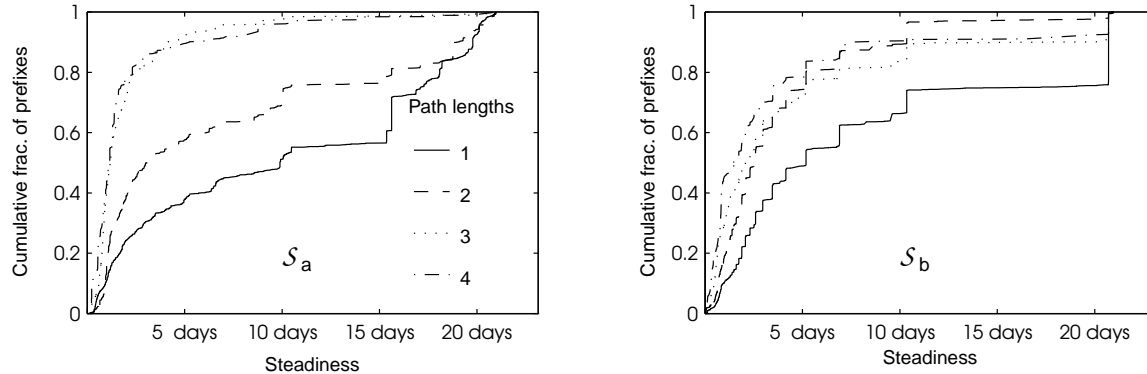 Cumulative frac. of prefixes
1
0.8
0.6
0.4
0.2
0
5 days
10 days
15 days
20 days
Steadiness
Path lengths
1
2
3
4
S a
Cumulative frac. of prefixes
1
0.8
0.6
0.4
0.2
0
5 days
10 days
15 days
20 days
Steadiness
S b